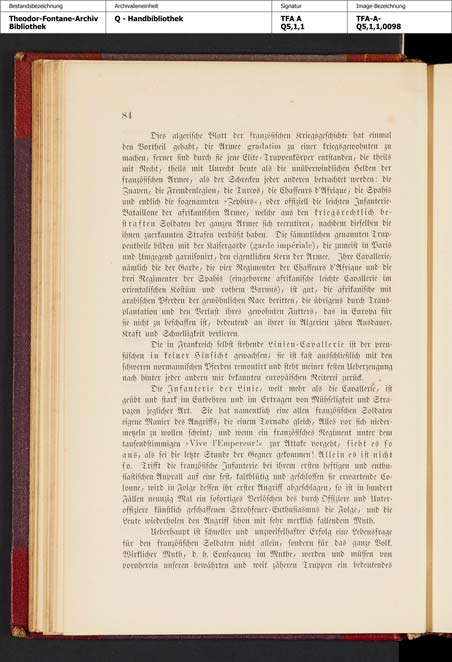 Bestandsbezeichnung
Archivalieneinheit
Signatur
Image-Bezeichnung
Theodor-Fontane-Archiv
Bibliothek
Q - Handbibliothek
TFA A
Q5,1,1
TFA-A-
Q5,1,1,0098
84
Dies algerische Blatt der französischen Kriegsgeschichte hat einmal
den Vortheil gehabt, die Armee gradatim zu einer kriegsgewohnten zu
machen, ferner sind durch sie jene Elite-Truppenkörper entstanden, die theils
mit Recht, theils mit Unrecht heute als die unüberwindlichen Helden der
französischen Armee, als der Schrecken jeder anderen betrachtet werden: die
Zuaven, die Fremdenlegion, die Turcos, die Chasseurs d'Afrique, die Spahis
und endlich die sogenannten »Zephirs«, oder offiziell die leichten Infanterie-
Bataillone der afrikanischen Armee, welche aus den kriegsrechtlich be-
straften Soldaten der ganzen Armee sich recrutiren, nachdem dieselben die
ihnen zuerkannten Strafen verbüßt haben. Die sämmtlichen genannten Trup-
pentheile bilden mit der Kaisergarde (garde impériale), die zumeist in Paris
und Umgegend garnisonirt, den eigentlichen Kern der Armee. Ihre Cavallerie,
nämlich die der Garde, die vier Regimenter der Chasseurs d'Afrique und die
drei Regimenter der Spahis (eingeborene afrikanische leichte Cavallerie im
orientalischen Kostüm und rothem Burnus), ist gut, die afrikanische mit
arabischen Pferden der gewöhnlichen Race beritten, die übrigens durch Trans-
plantation und den Verlust ihres gewohnten Futters, das in Europa für
sie nicht zu beschaffen ist, bedeutend an ihrer in Algerien zähen Ausdauer,
Kraft und Schnelligkeit verlieren.
Die in Frankreich selbst stehende Linien-Cavallerie ist der preu-
ßischen in keiner Hinsicht gewachsen; sie ist fast ausschließlich mit den
schweren normannischen Pferden remontirt und steht meiner festen Ueberzeugung
nach hinter jeder andern mir bekannten europäischen Reiterei zurück.
Die Infanterie der Linie, weit mehr als die Cavallerie, ist
geübt und stark im Entbehren und im Ertragen von Mühseligkeit und Stra-
pazen jeglicher Art. Sie hat namentlich eine allen französischen Soldaten
eigene Manier des Angriffs, die einem Tornado gleich, Alles vor sich nieder-
metzeln zu wollen scheint; und wenn ein französisches Regiment unter dem
tausendstimmigen »Vive l'Empereur!« zur Attake vorgeht, sieht es so
aus, als sei die letzte Stunde der Gegner gekommen! Allein es ist nicht
so. Trifft die französische Infanterie bei ihrem ersten heftigen und enthu-
siastischen Anprall auf eine fest, kaltblütig und geschlossen sie erwartende Co-
lonne, wird in Folge dessen ihr erster Angriff abgeschlagen, so ist in hundert
Fällen neunzig Mal ein sofortiges Verlöschen des durch Offiziere und Unter-
offiziere künstlich geschaffenen Strohfeuer-Enthusiasmus die Folge, und die
Leute wiederholen den Angriff schon mit sehr merklich fallendem Muth.
Ueberhaupt ist schneller und unzweifelhafter Erfolg eine Lebensfrage
für den französischen Soldaten nicht allein, sondern für das ganze Volk.
Wirklicher Muth, d. h. Consequenz im Muthe, werden und müssen von
vornherein unseren bewährten und weit zäheren Truppen ein bedeutendes